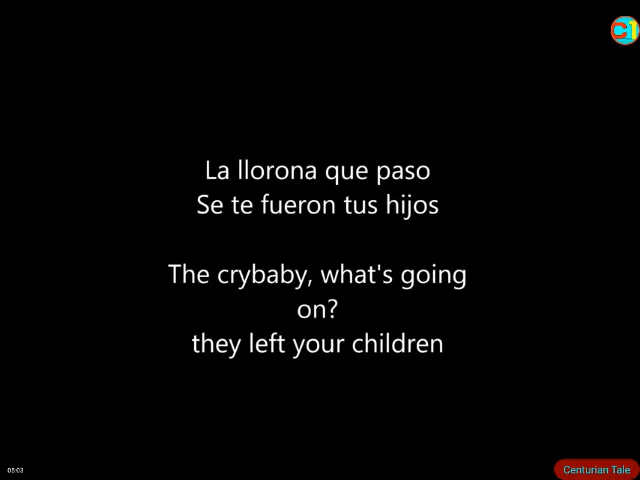 C1
La llorona que paso
Se te fueron tus hijos
The crybaby, what's going
on?
they left your children
05:03
Centurian Tale